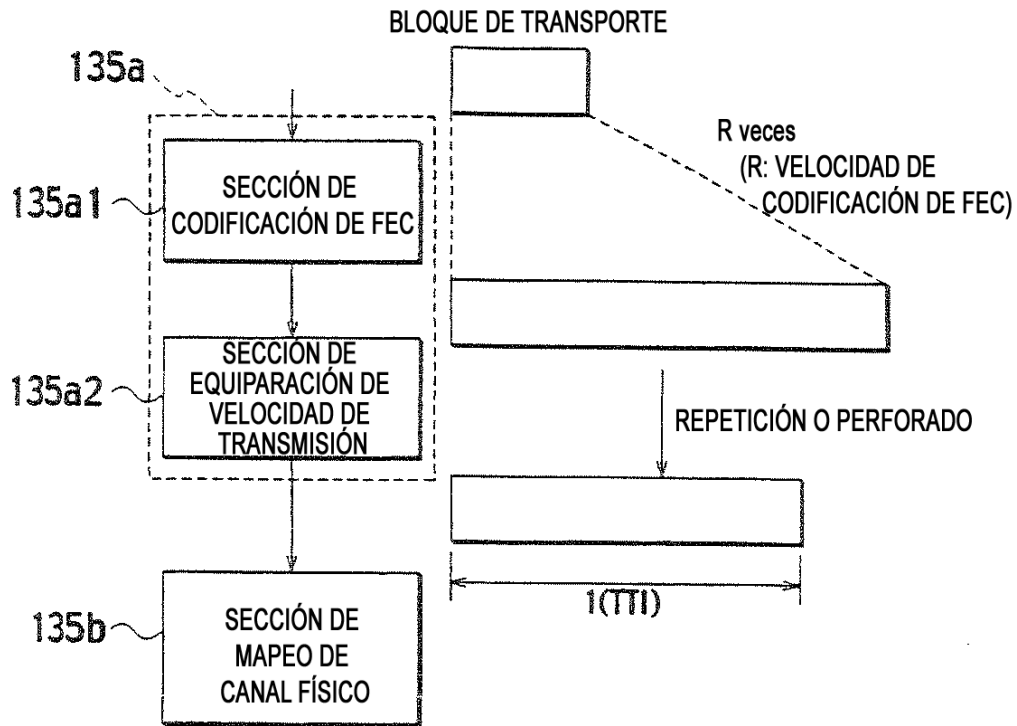 BLOQUE DE TRANSPORTE
135a
R veces
(R: VELOCIDAD DE
CODIFICACIÓN DE FEC)
135a1
SECCIÓN DE
CODIFICACIÓN DE FEC
135a2
SECCIÓN DE
EQUIPARACIÓN DE
VELOCIDAD DE
TRANSMISIÓN
REPETICIÓN O PERFORADO
1(TTI)
135b
SECCIÓN DE
MAPEO DE
CANAL FÍSICO